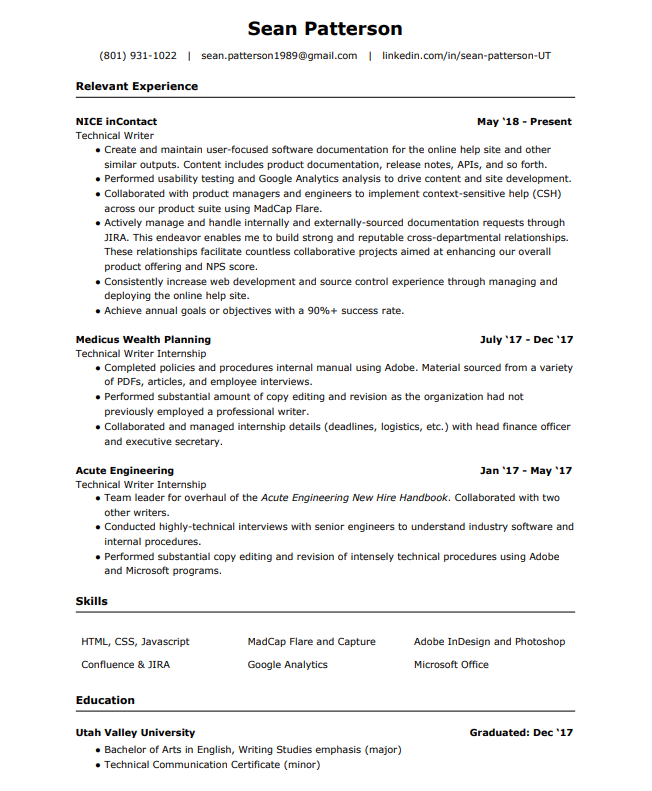 Sean Patterson
(801) 931-1022 | sean.patterson1989@gmail.com | linkedin.com/in/sean-patterson-UT
Relevant Experience
NICE inContact May ‘18 - Present
Technical Writer
● Create and maintain user-focused software documentation for the online help site and other
similar outputs. Content includes product documentation, release notes, APIs, and so forth.
● Performed usability testing and Google Analytics analysis to drive content and site development.
● Collaborated with product managers and engineers to implement context-sensitive help (CSH)
across our product suite using MadCap Flare.
● Actively manage and handle internally and externally-sourced documentation requests through
JIRA. This endeavor enables me to build strong and reputable cross-departmental relationships.
These relationships facilitate countless collaborative projects aimed at enhancing our overall
product offering and NPS score.
● Consistently increase web development and source control experience through managing and
deploying the online help site.
● Achieve annual goals or objectives with a 90%+ success rate.
Medicus Wealth Planning July ‘17 - Dec ‘17
Technical Writer Internship
● Completed policies and procedures internal manual using Adobe. Material sourced from a variety
of PDFs, articles, and employee interviews.
● Performed substantial amount of copy editing and revision as the organization had not
previously employed a professional writer.
● Collaborated and managed internship details (deadlines, logistics, etc.) with head finance officer
and executive secretary.
Acute Engineering Jan ‘17 - May ‘17
Technical Writer Internship
● Team leader for overhaul of the Acute Engineering New Hire Handbook. Collaborated with two
other writers.
● Conducted highly-technical interviews with senior engineers to understand industry software and
internal procedures.
● Performed substantial copy editing and revision of intensely technical procedures using Adobe
and Microsoft programs.
Skills
HTML, CSS, Javascript MadCap Flare and Capture Adobe InDesign and Photoshop
Confluence & JIRA Google Analytics Microsoft Office
Education
Utah Valley University Graduated: Dec ‘17
● Bachelor of Arts in English, Writing Studies emphasis (major)
● Technical Communication Certificate (minor)